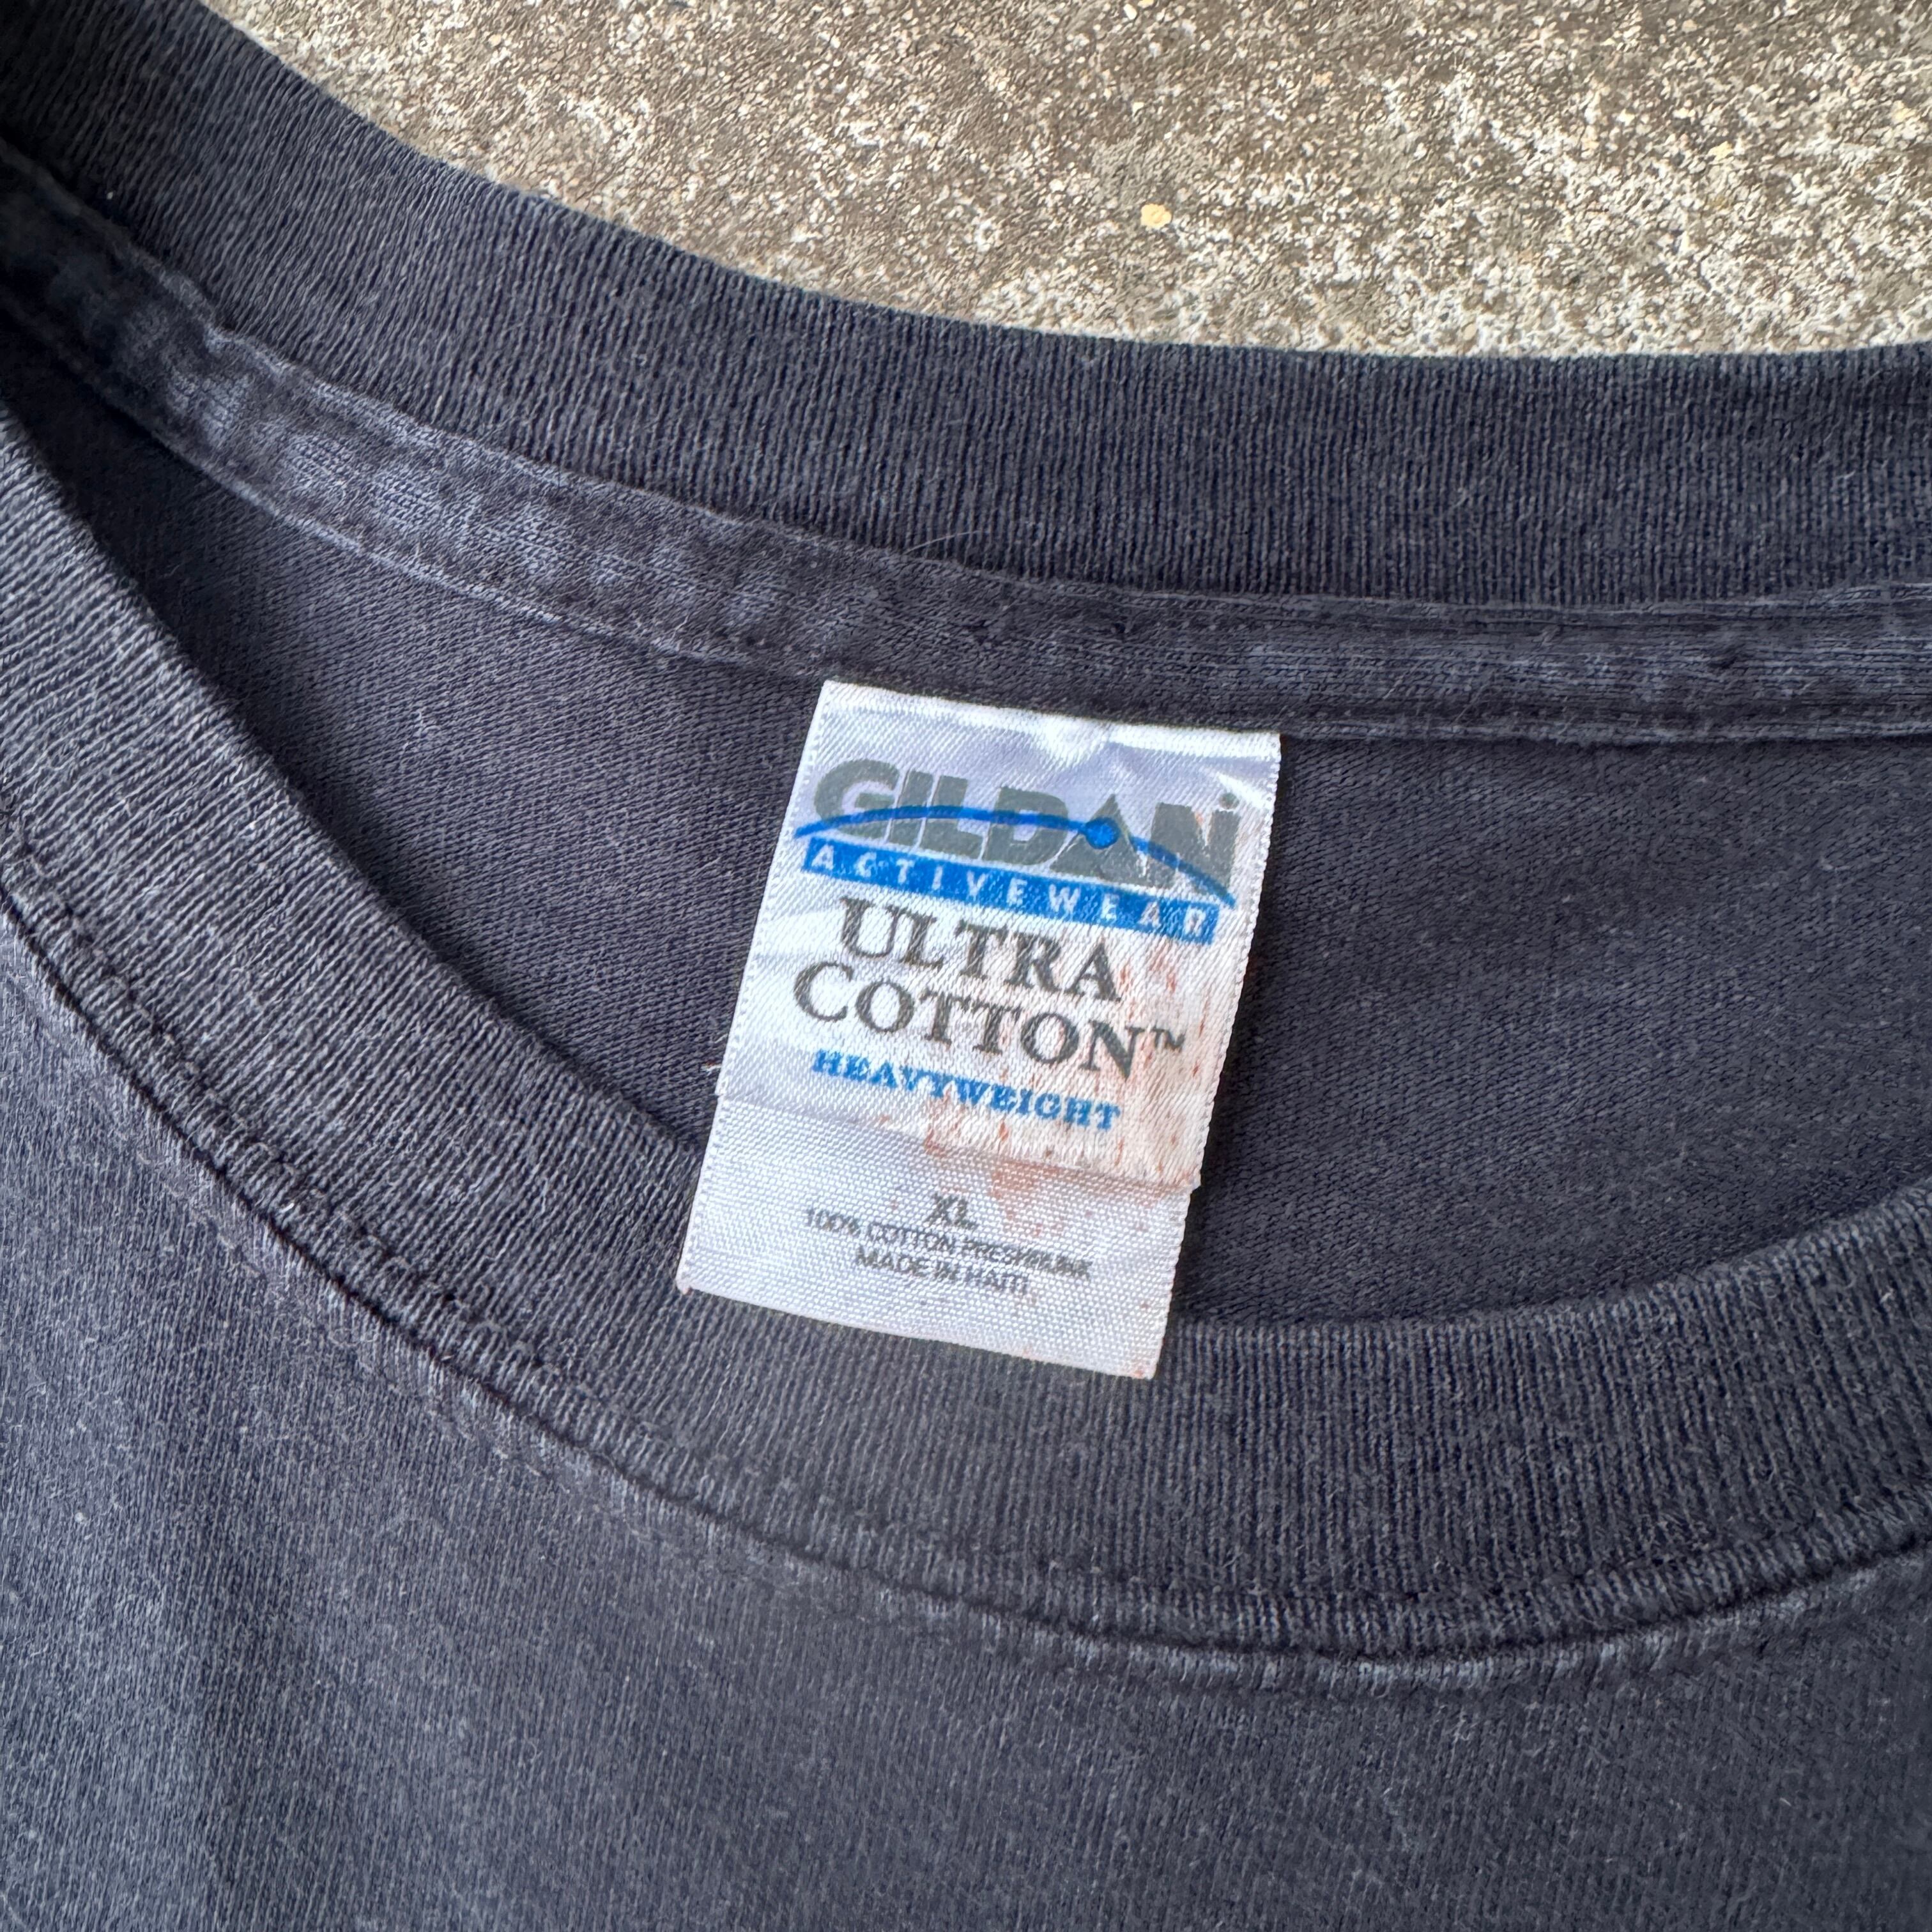 GILDAN
ACTIVEWEAR
ULTRA
COTTON™
HEAVYWEIGHT
XL
100% COTTON PRESHRUNK
MADE IN HAITI